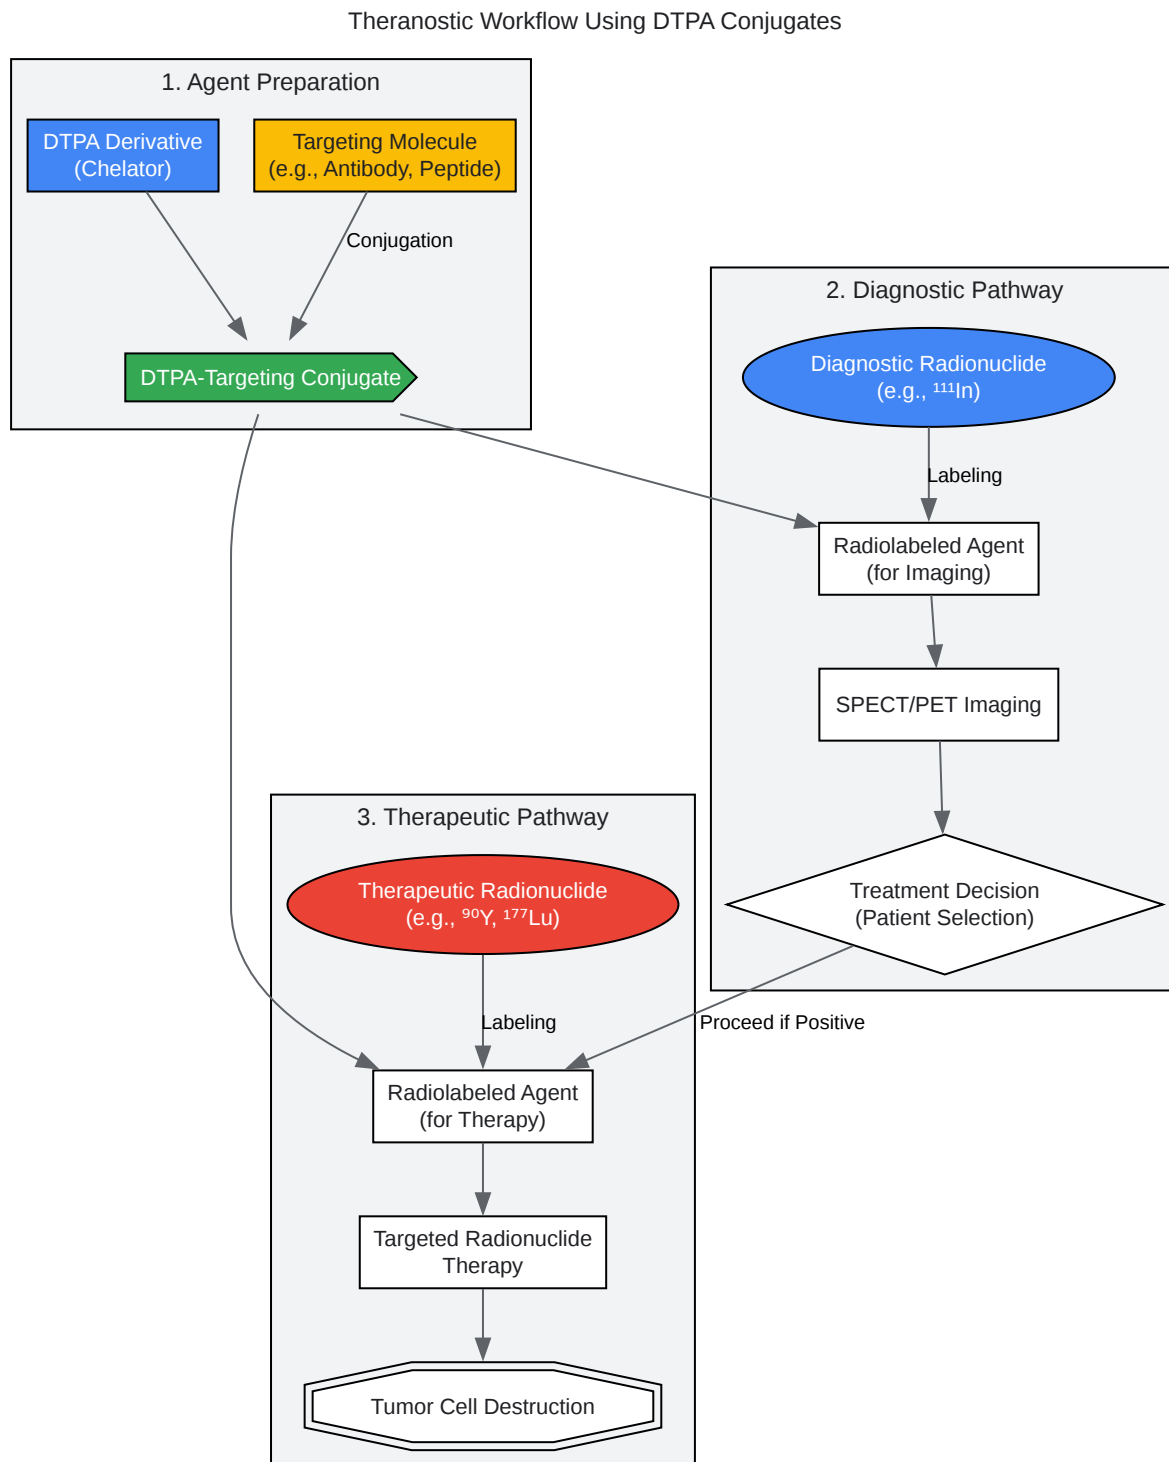 Theranostic Workflow Using DTPA Conjugates
1. Agent Preparation
DTPA Derivative
(Chelator)
Targeting Molecule
(e.g., Antibody, Peptide)
Conjugation
DTPA-Targeting Conjugate
2. Diagnostic Pathway
Diagnostic Radionuclide
(e.g., ¹¹¹In)
Labeling
Radiolabeled Agent
(for Imaging)
SPECT/PET Imaging
Treatment Decision
(Patient Selection)
Proceed if Positive
3. Therapeutic Pathway
Therapeutic Radionuclide
(e.g., ⁹⁰Y, ¹⁷⁷Lu)
Labeling
Radiolabeled Agent
(for Therapy)
Targeted Radionuclide
Therapy
Tumor Cell Destruction